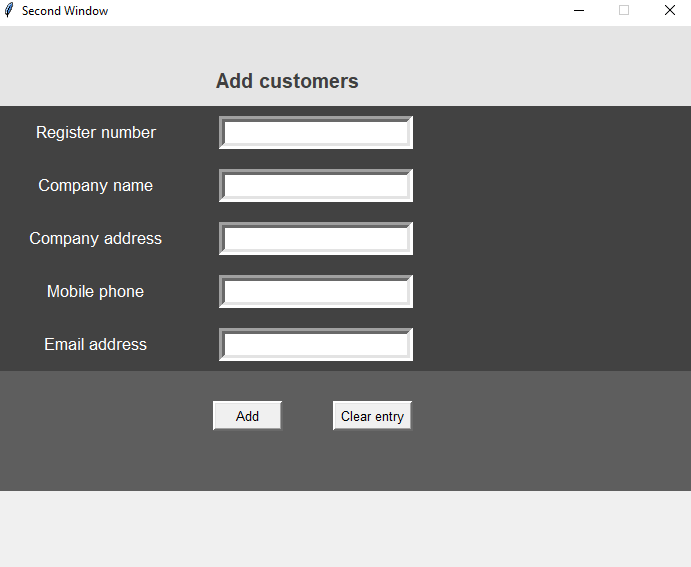 Second Window
Add customers
Register number
Company name
Company address
Mobile phone
Email address
Add
Clear entry